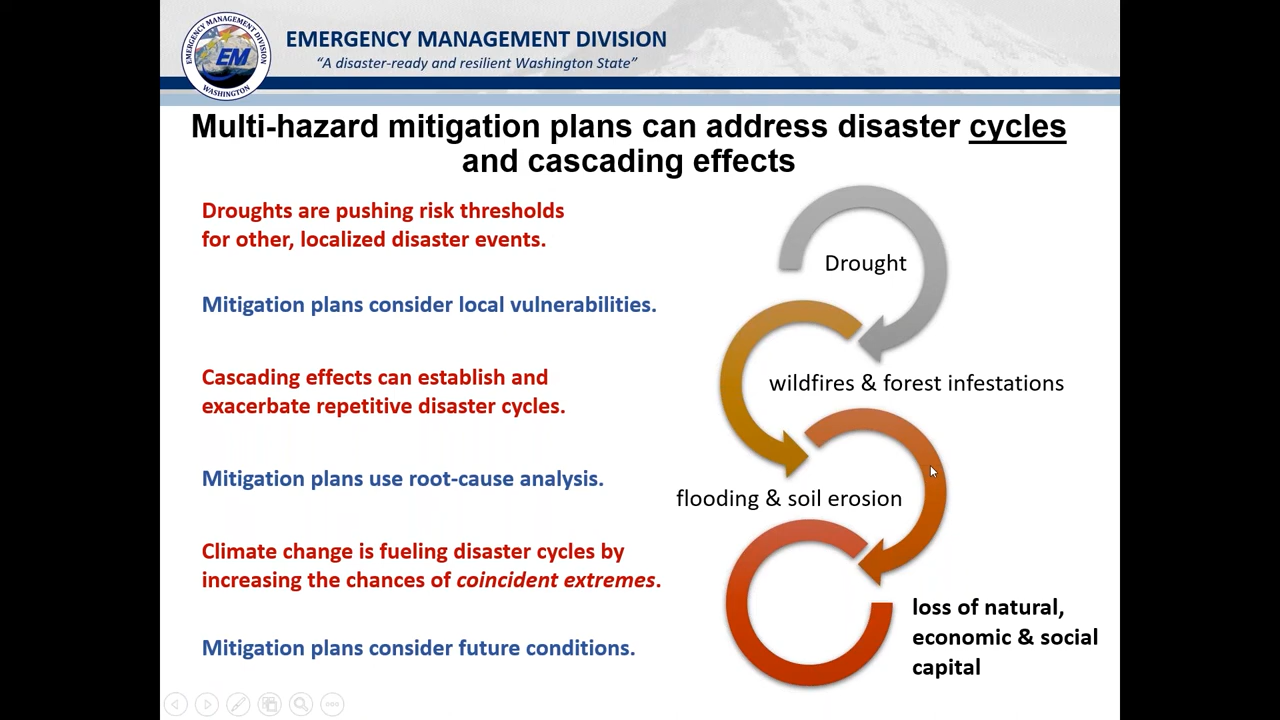 EMERGENCY MANAGEMENT DIVISION
EMERGENCY MANAGEMENT DIVISION
EM
WASHINGTON
“A disaster-ready and resilient Washington State”
Multi-hazard mitigation plans can address disaster cycles
and cascading effects
Droughts are pushing risk thresholds
for other, localized disaster events.
Mitigation plans consider local vulnerabilities.
Cascading effects can establish and
exacerbate repetitive disaster cycles.
Mitigation plans use root-cause analysis.
Climate change is fueling disaster cycles by
increasing the chances of coincident extremes.
Mitigation plans consider future conditions.
Drought
wildfires & forest infestations
flooding & soil erosion
loss of natural,
economic & social
capital